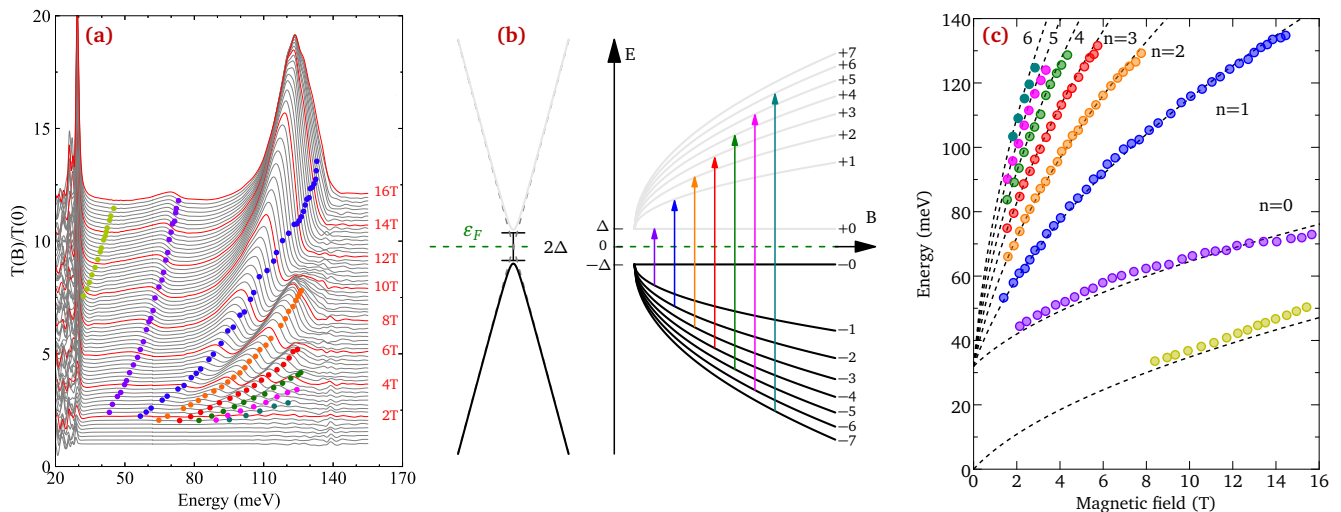 (a)
T(B)/T(0)
20
15
10
5
0
16T
14T
12T
10T
8T
6T
4T
2T
20 50 80 110 140 170
Energy (meV)
(b)
E
εF
2Δ
Δ
0
−Δ
B
+7
+6
+5
+4
+3
+2
+1
+0
−0
−1
−2
−3
−4
−5
−6
−7
(c)
Energy (meV)
140
120
100
80
60
40
20
0
6 5 4 n=3
n=2
n=1
n=0
0 2 4 6 8 10 12 14 16
Magnetic field (T)